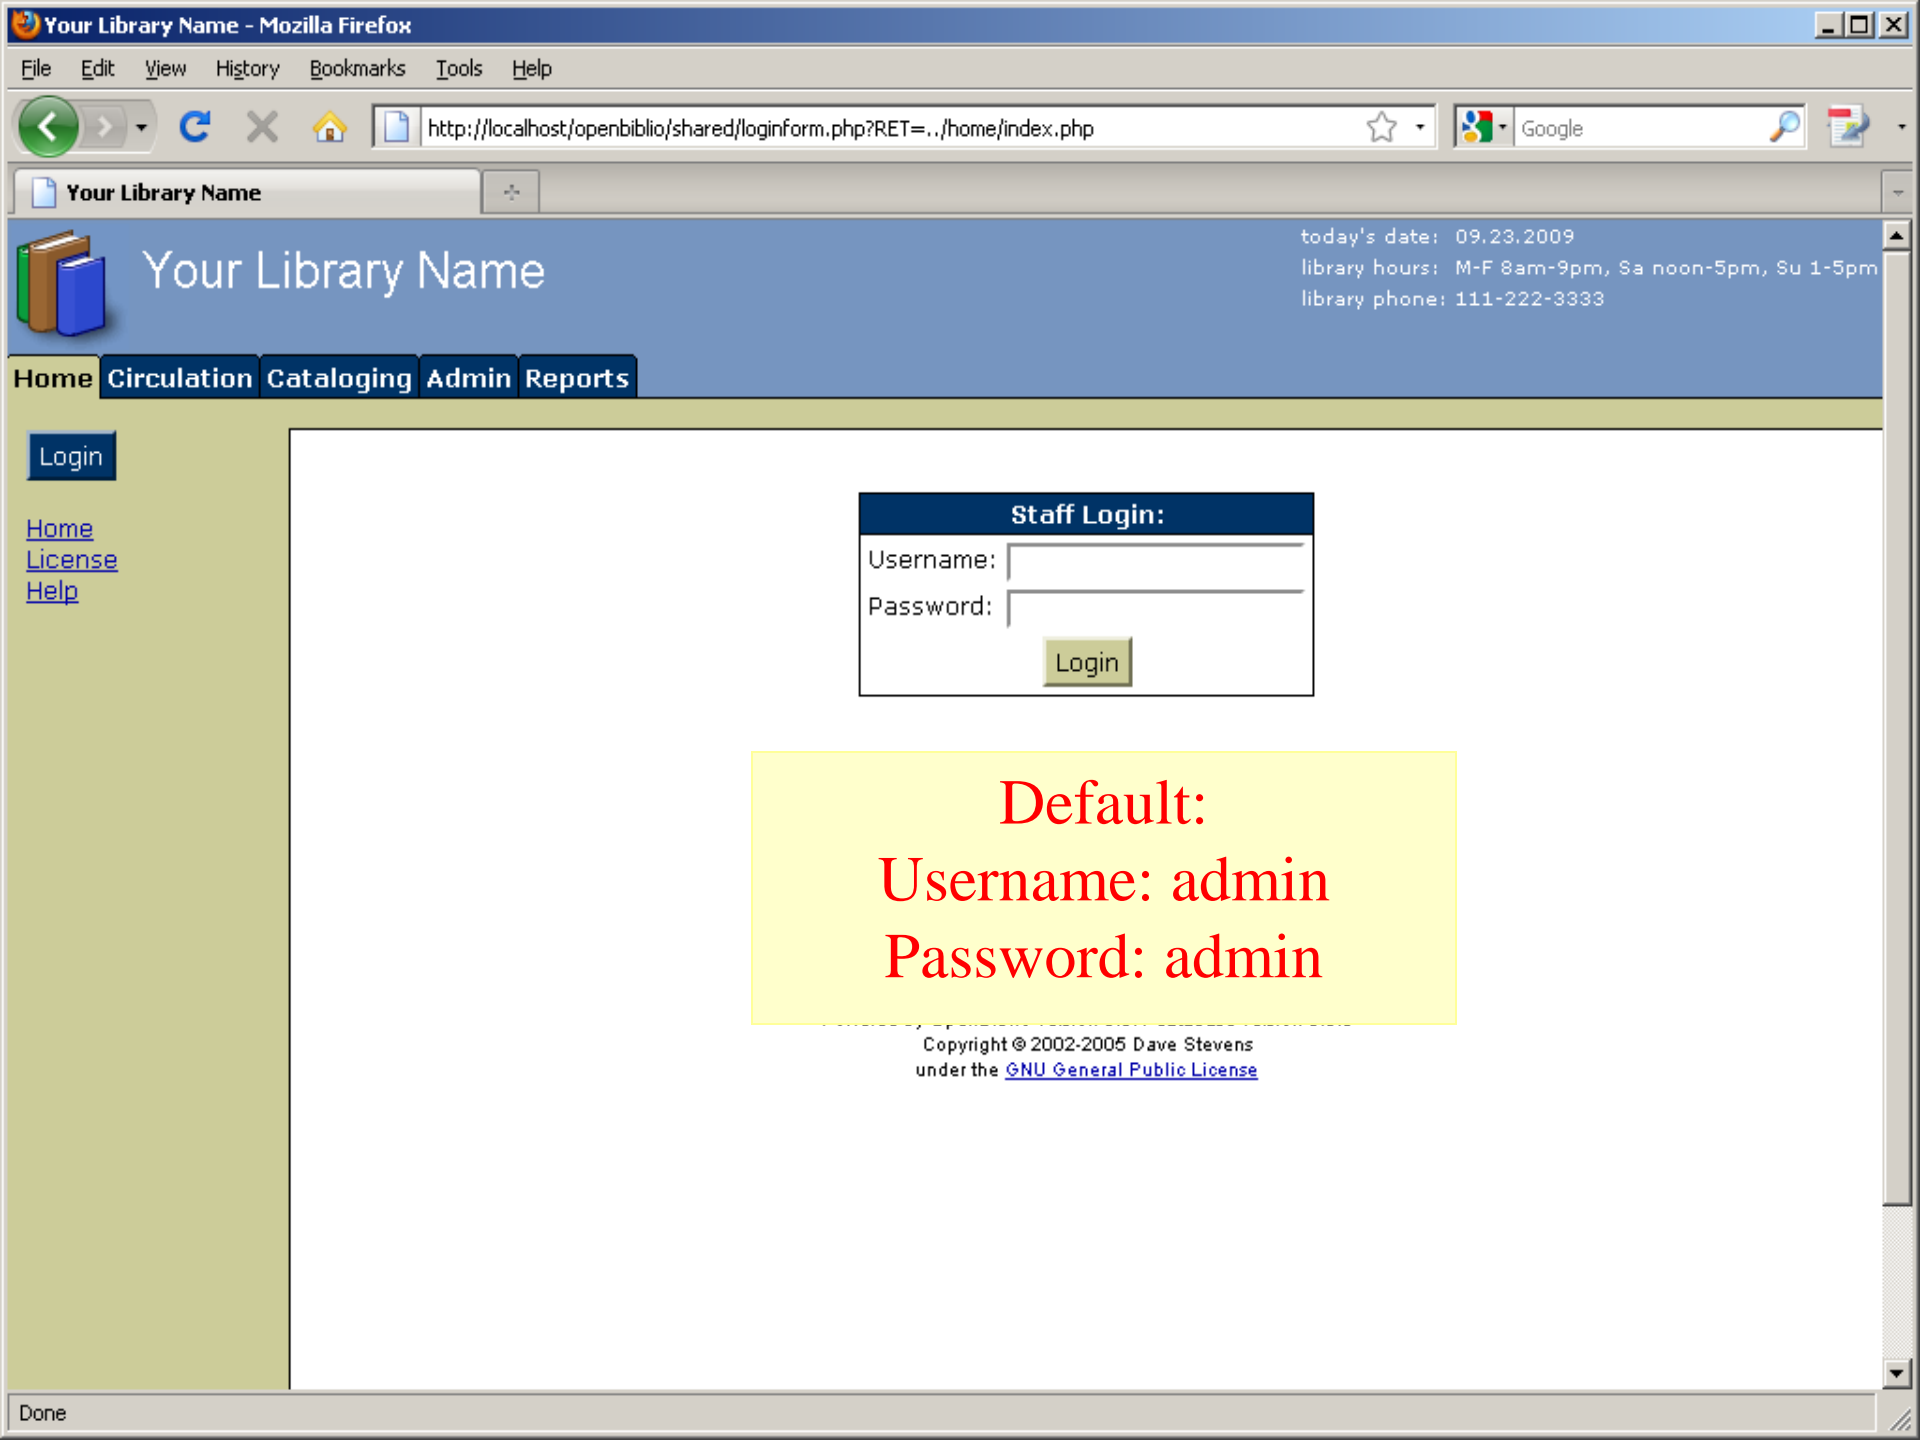 Your Library Name - Mozilla Firefox
File Edit View History Bookmarks Tools Help
http://localhost/openbiblio/shared/loginform.php?RET=../home/index.php
Google
Your Library Name
Your Library Name
today's date: 09.23.2009
library hours: M-F 8am-9pm, Sa noon-5pm, Su 1-5pm
library phone: 111-222-3333
Home Circulation Cataloging Admin Reports
Login
Home
License
Help
Staff Login:
Username:
Password:
Login
Default:
Username: admin
Password: admin
Copyright © 2002-2005 Dave Stevens
under the GNU General Public License
Done